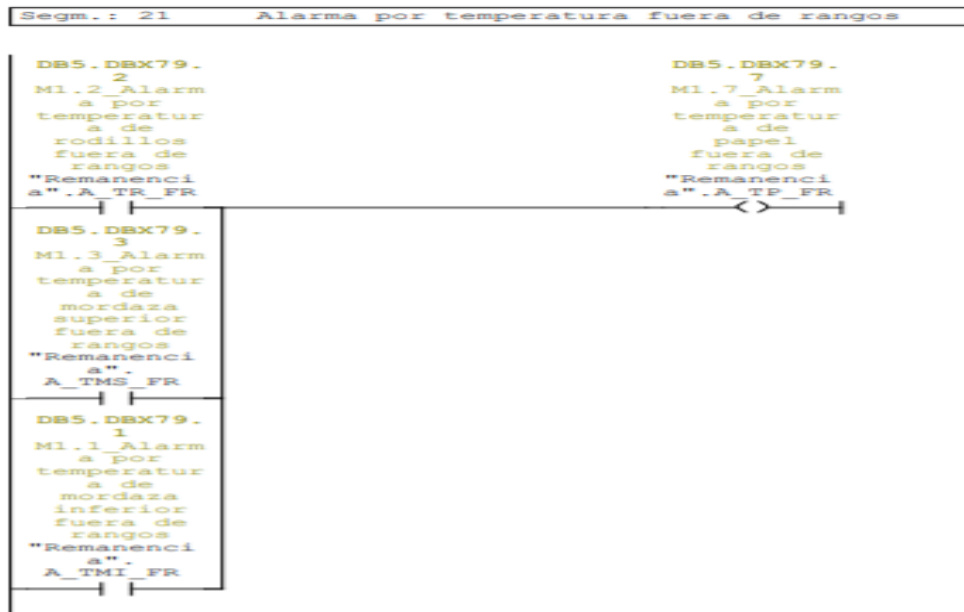 Segm.: 21 Alarma por temperatura fuera de rangos
DB5.DBX79.
2
M1.2_Alarm
a por
temperatur
a de
rodillos
fuera de
rangos
"Remanenci
a".A_TR_FR
DB5.DBX79.
7
M1.7_Alarm
a por
temperatur
a de
papel
fuera de
rangos
"Remanenci
a".A_TP_FR
DB5.DBX79.
3
M1.3_Alarm
a por
temperatur
a de
mordaza
superior
fuera de
rangos
"Remanenci
a".
A_TMS_FR
DB5.DBX79.
1
M1.1_Alarm
a por
temperatur
a de
mordaza
inferior
fuera de
rangos
"Remanenci
a".
A_TMI_FR